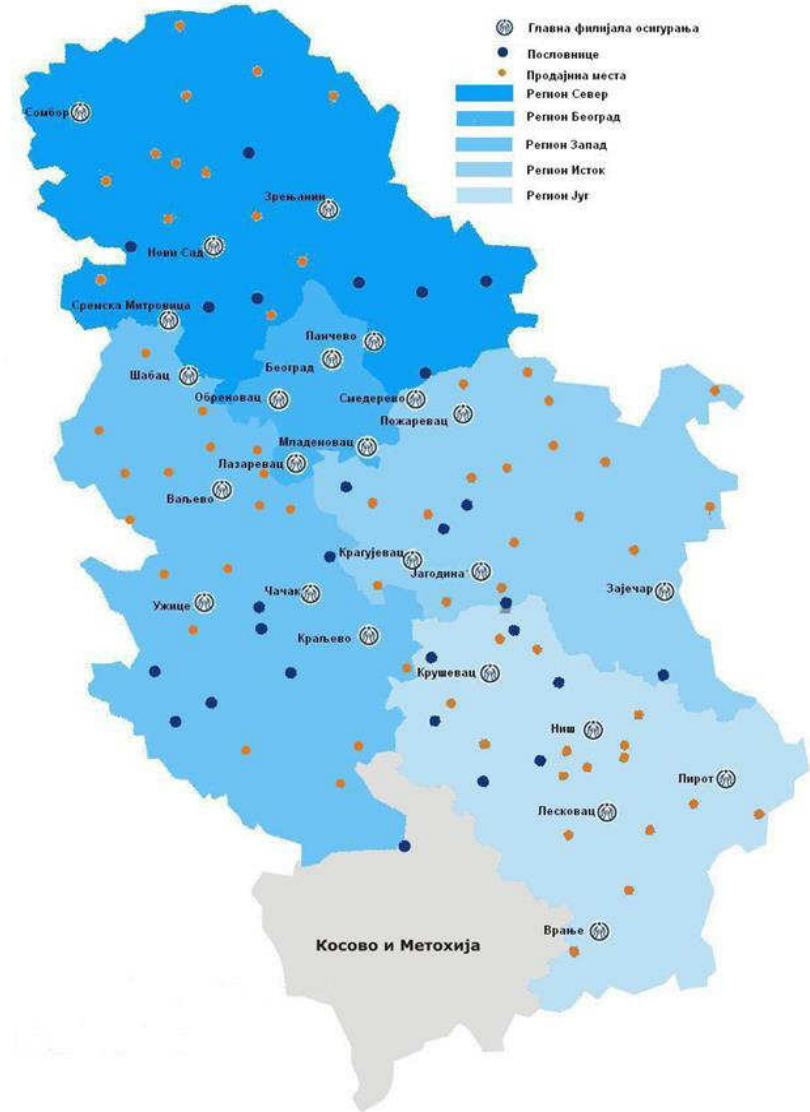 Главна филијала осигурања
Пословнице
Продајнина места
Регион Север
Регион Београд
Регион Запад
Регион Исток
Регион Југ
Сомбор
Зрењанин
Нови Сад
Сремска Митровица
Панчево
Београд
Шабац
Обреновац
Смедерево
Пожаревац
Младеновац
Лазаревац
Ваљево
Крагујевац
Јагодина
Зајечар
Чачак
Ужице
Краљево
Крушевац
Ниш
Пирот
Лесковац
Врање
Косово и Метохија